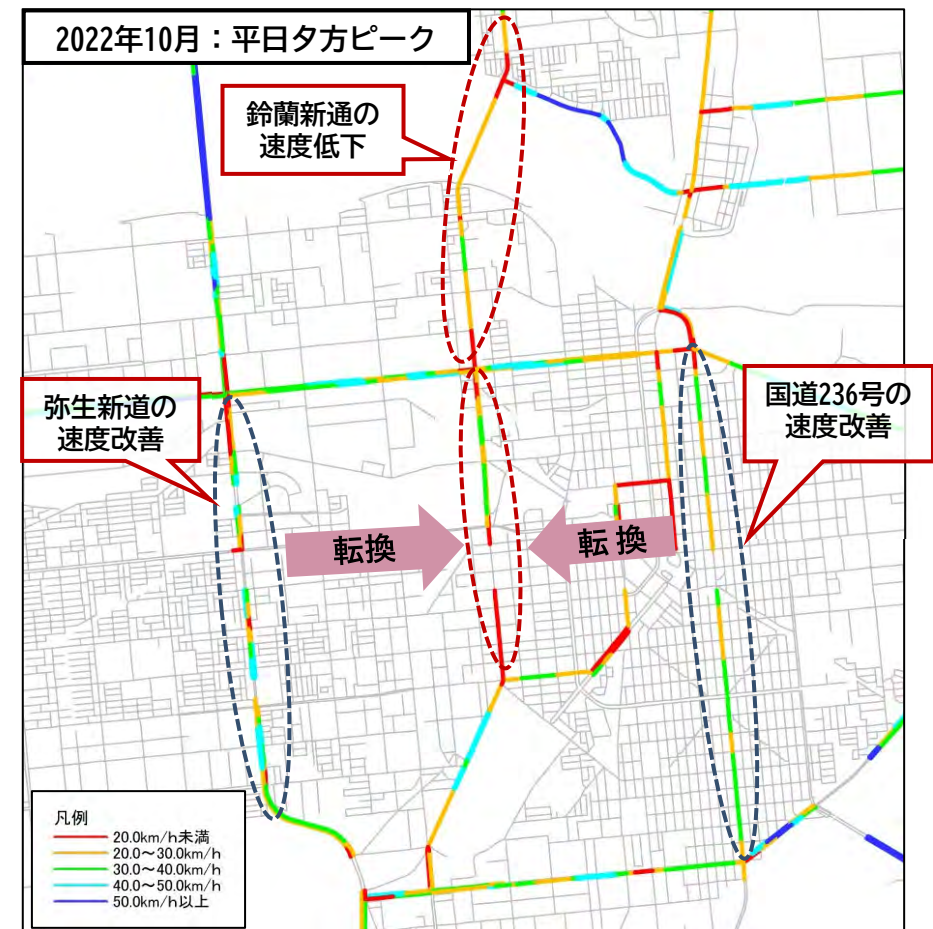 2022年10月：平日夕方ピーク
鈴蘭新通の
速度低下
弥生新道の
速度改善
国道236号の
速度改善
転換
転換
凡例
20.0km/h未満
20.0～30.0km/h
30.0～40.0km/h
40.0～50.0km/h
50.0km/h以上